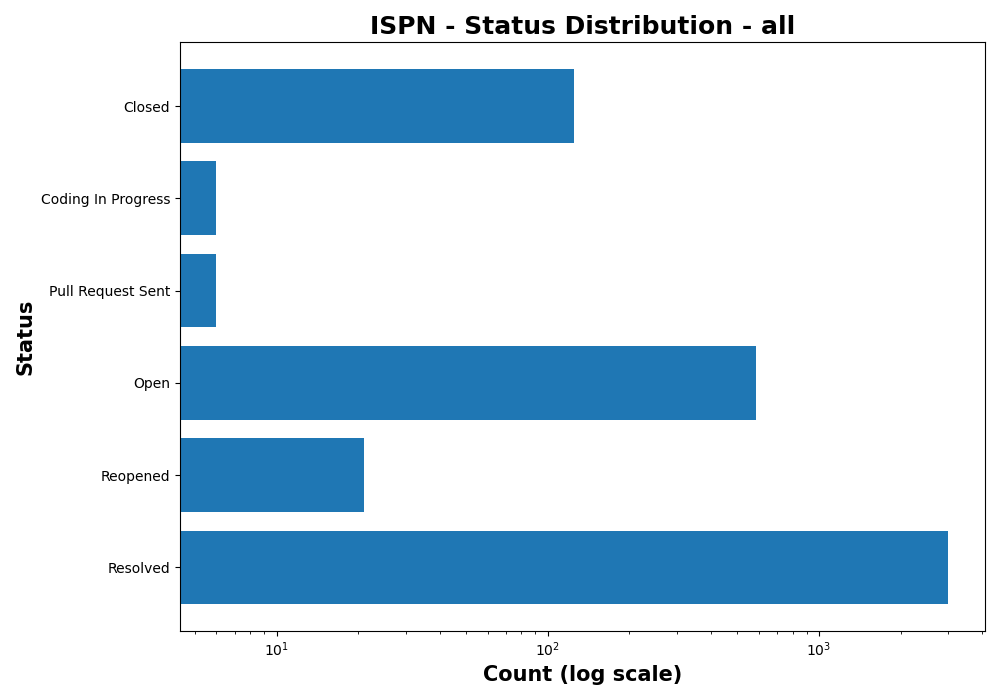 ISPN - Status Distribution - all
Closed
Coding In Progress
Pull Request Sent
Open
Reopened
Resolved
Status
10¹
10²
10³
Count (log scale)